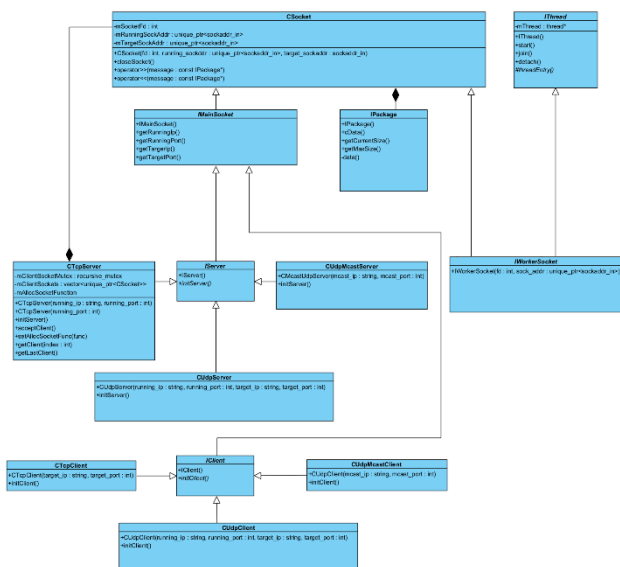 CSocket
-mSocketFd : int
-mRunningSockAddr : unique_ptr<sockaddr_in>
-mTargetSockAddr : unique_ptr<sockaddr_in>
+CSocket(fd : int, running_sockdur : unique_ptr<sockaddr_in>, target_sockaddr : sockaddr_in)
+closeSocket()
+operator>>(message : const IPackage*)
+operator<<(message : const IPackage*)
IThread
-mThread : thread*
+IThread()
+start()
+join()
+detach()
#threadEntry()
IMainSocket
+IMainSocket()
+getRunningIp()
+getRunningPort()
+getTargetIp()
+getTargetPort()
IPackage
+IPackage()
+cData()
+getCurrentSize()
+getMaxSize()
-data()
IWorkerSocket
+IWorkerSocket(fd : int, sock_addr : unique_ptr<sockaddr_in>)
CTcpServer
-mClientSocketMutex : recursive_mutex
-mClientSockets : vector<unique_ptr<CSocket>>
-mAllocSocketFunction
+CTcpServer(running_ip : string, running_port : int)
+CTcpServer(running_port : int)
+initServer()
+acceptClient()
+setAllocSocketFunc(func)
+getClient(index : int)
+getLastClient()
IServer
+IServer()
+initServer()
CUdpMcastServer
+CMcastUdpServer(mcast_ip : string, mcast_port : int)
+initServer()
CUdpServer
+CUdpServer(running_ip : string, running_port : int, target_ip : string, target_port : int)
+initServer()
CTcpClient
+CTcpClient(target_ip : string, target_port : int)
+initClient()
IClient
+IClient()
+initClient()
CUdpMcastClient
+CUdpClient(mcast_ip : string, mcast_port : int)
+initClient()
CUdpClient
+CUdpClient(running_ip : string, running_port : int, target_ip : string, target_port : int)
+initClient()